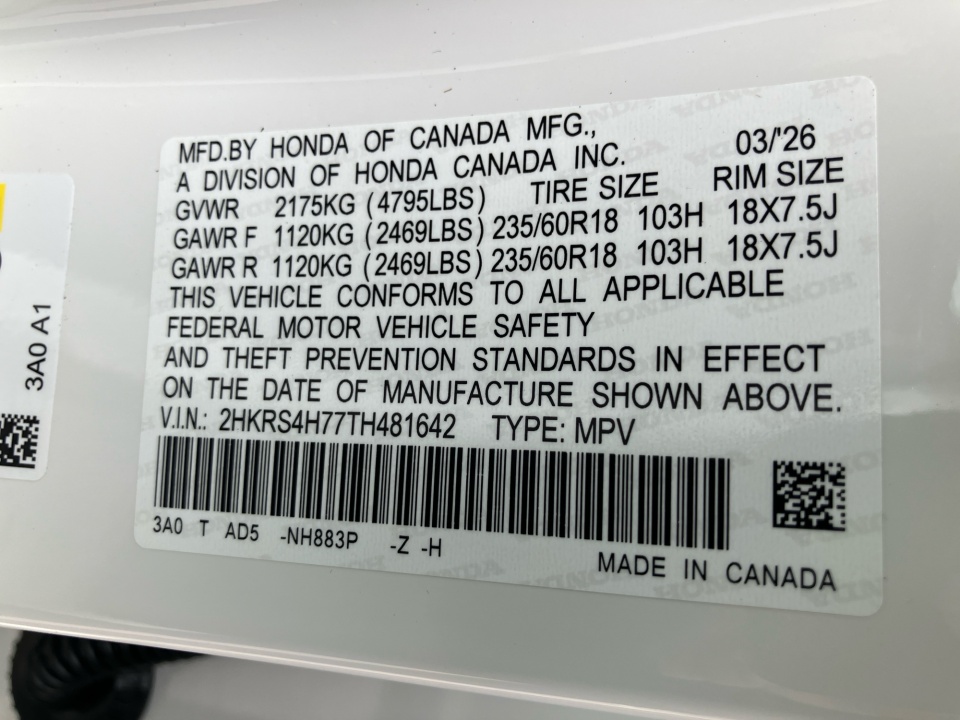 MFD.BY HONDA OF CANADA MFG., 03/'26
A DIVISION OF HONDA CANADA INC.
GVWR 2175KG (4795LBS) TIRE SIZE RIM SIZE
GAWR F 1120KG (2469LBS) 235/60R18 103H 18X7.5J
GAWR R 1120KG (2469LBS) 235/60R18 103H 18X7.5J
THIS VEHICLE CONFORMS TO ALL APPLICABLE
FEDERAL MOTOR VEHICLE SAFETY
AND THEFT PREVENTION STANDARDS IN EFFECT
ON THE DATE OF MANUFACTURE SHOWN ABOVE.
V.I.N.: 2HKRS4H77TH481642 TYPE: MPV
3A0 T AD5 -NH883P -Z -H
MADE IN CANADA
3A0 A1